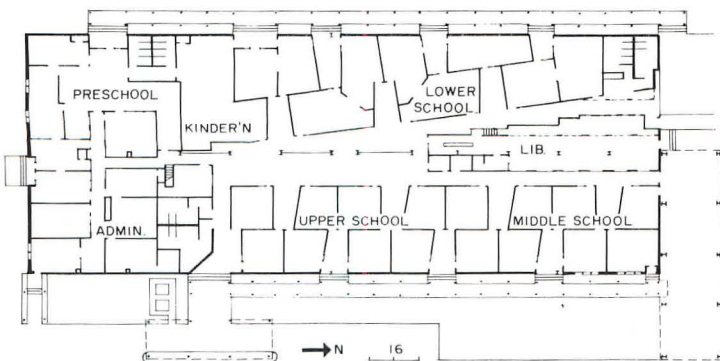 PRESCHOOL
KINDER'N
LOWER
SCHOOL
LIB.
ADMIN.
UPPER SCHOOL
MIDDLE SCHOOL
N
16